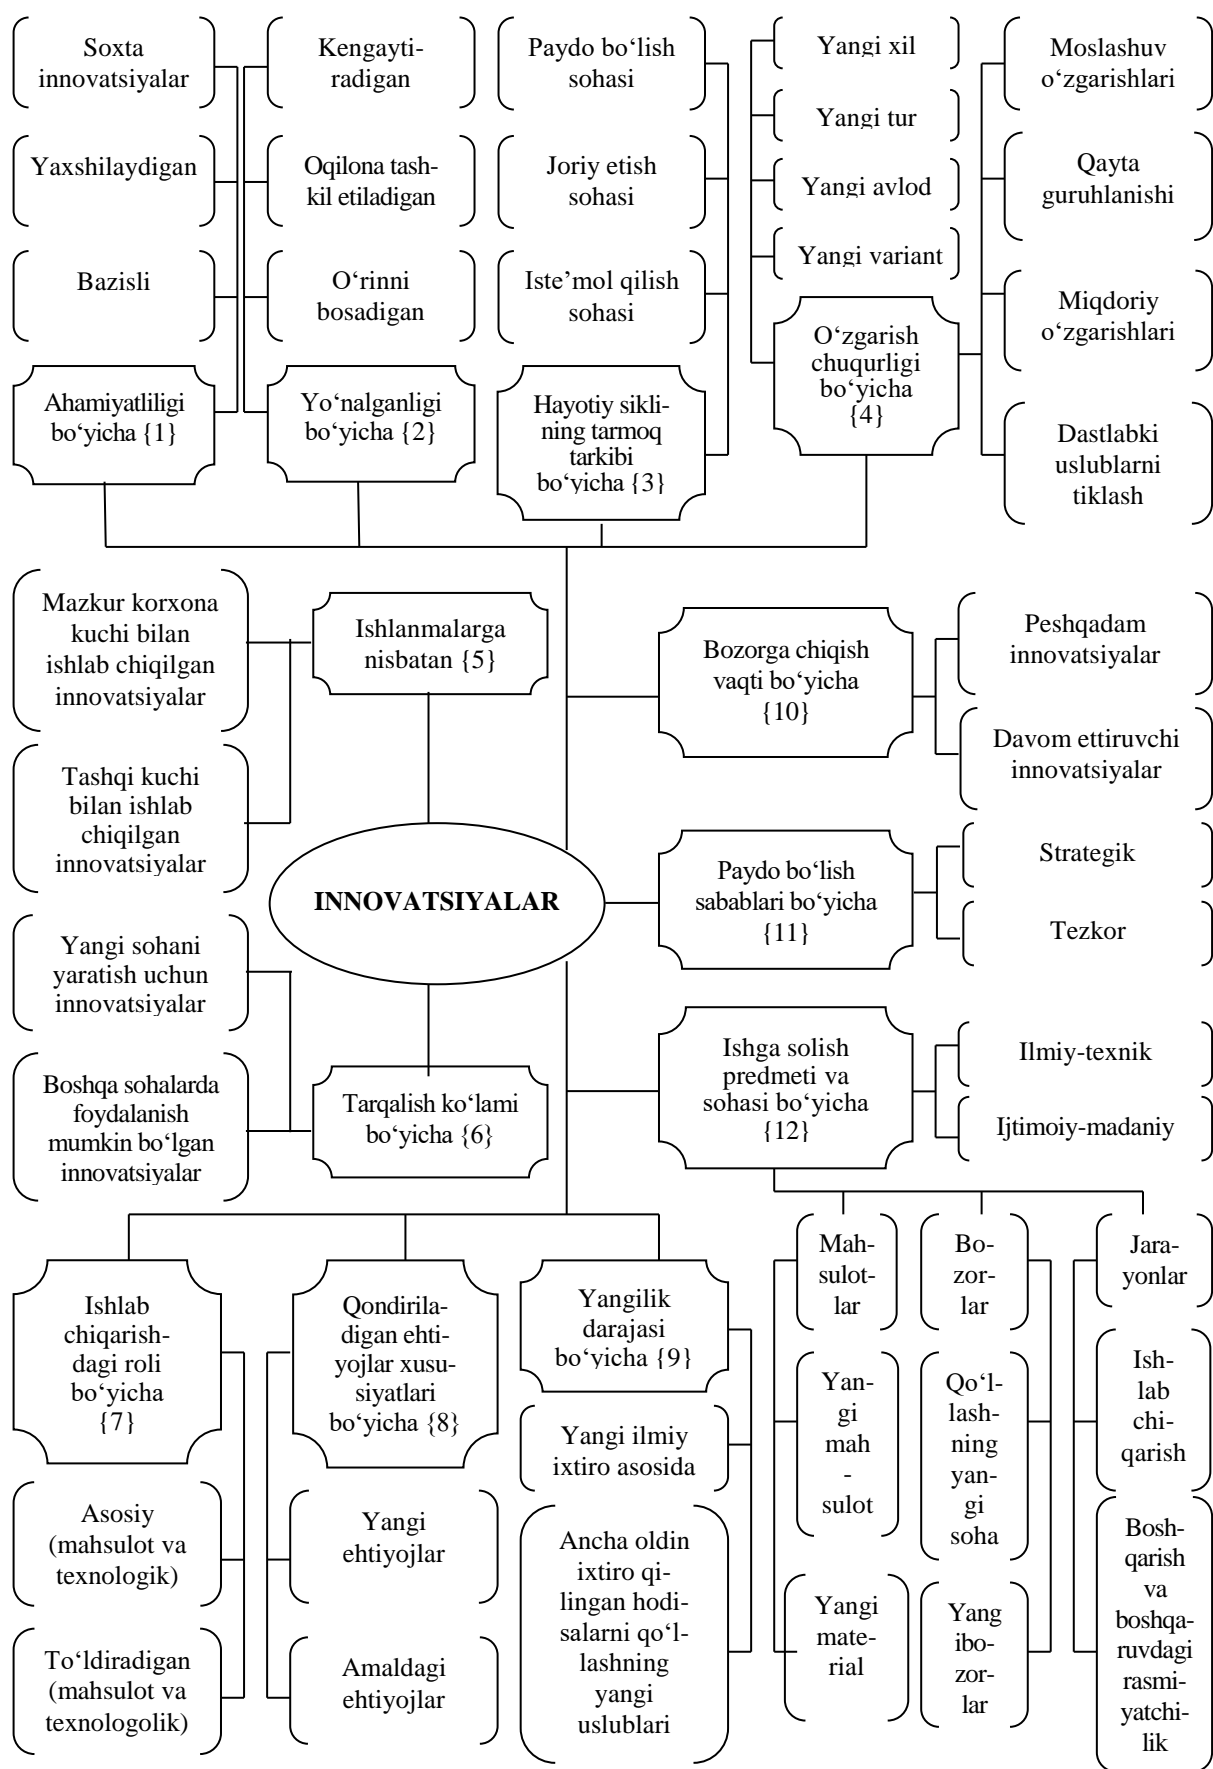 Soxta
innovatsiyalar
Yaxshilaydigan
Bazisli
Ahamiyatliligi
bo‘yicha {1}
Kengayti-
radigan
Oqilona tash-
kil etiladigan
O‘rinni
bosadigan
Yo‘nalganligi
bo‘yicha {2}
Paydo bo‘lish
sohasi
Joriy etish
sohasi
Iste’mol qilish
sohasi
Hayotiy sikli-
ning tarmoq
tarkibi
bo‘yicha {3}
Yangi xil
Yangi tur
Yangi avlod
Yangi variant
O‘zgarish
chuqurligi
bo‘yicha
{4}
Moslashuv
o‘zgarishlari
Qayta
guruhlanishi
Miqdoriy
o‘zgarishlari
Dastlabki
uslublarni
tiklash
Mazkur korxona
kuchi bilan
ishlab chiqilgan
innovatsiyalar
Tashqi kuchi
bilan ishlab
chiqilgan
innovatsiyalar
Ishlanmalarga
nisbatan {5}
Bozorga chiqish
vaqti bo‘yicha
{10}
Peshqadam
innovatsiyalar
Davom ettiruvchi
innovatsiyalar
INNOVATSIYALAR
Paydo bo‘lish
sabablari bo‘yicha
{11}
Strategik
Tezkor
Yangi sohani
yaratish uchun
innovatsiyalar
Boshqa sohalarda
foydalanish
mumkin bo‘lgan
innovatsiyalar
Tarqalish ko‘lami
bo‘yicha {6}
Ishga solish
predmeti va
sohasi bo‘yicha
{12}
Ilmiy-texnik
Ijtimoiy-madaniy
Ishlab
chiqarish-
dagi roli
bo‘yicha
{7}
Asosiy
(mahsulot va
texnologik)
To‘ldiradigan
(mahsulot va
texnologolik)
Qondirila-
digan ehti-
yojlar xusu-
siyatlari
bo‘yicha {8}
Yangi
ehtiyojlar
Amaldagi
ehtiyojlar
Yangilik
darajasi
bo‘yicha {9}
Yangi ilmiy
ixtiro asosida
Ancha oldin
ixtiro qi-
lingan hodi-
salarni qo‘l-
lashning
yangi
uslublari
Mah-
sulot-
lar
Yan-
gi
mah
-
sulot
Yangi
mate-
rial
Bo-
zor-
lar
Qo‘l-
lash-
ning
yan-
gi
soha
Yang
ibo-
zor-
lar
Jara-
yonlar
Ish-
lab
chi-
qarish
Bosh-
qarish
va
boshqa-
ruvdagi
rasmi-
yatchi-
lik